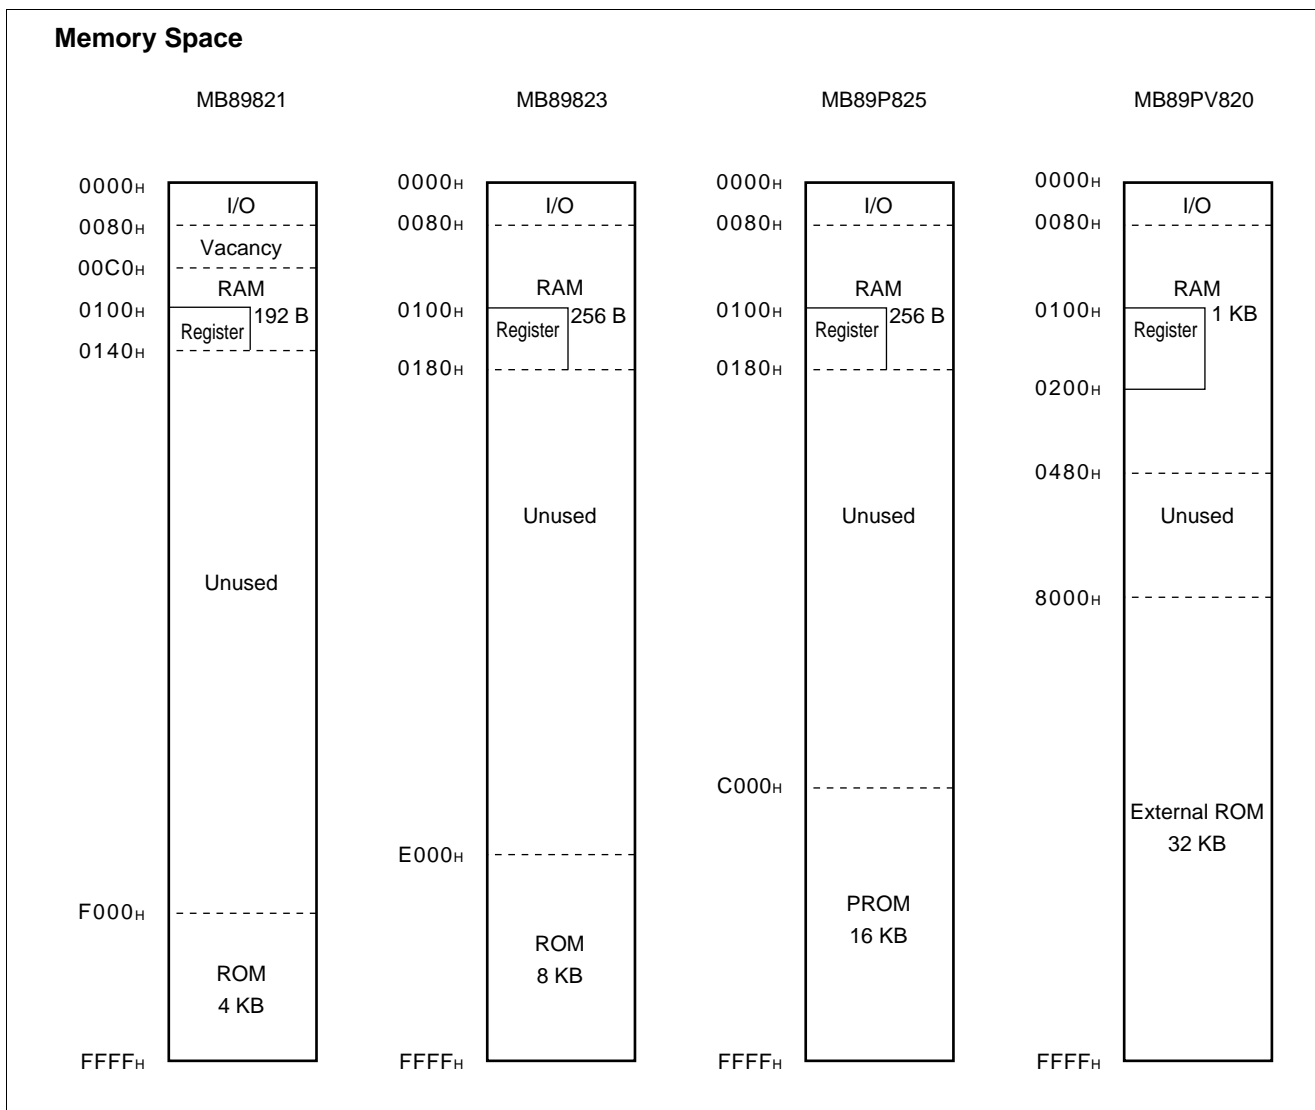 Memory Space
MB89821
0000H
I/O
0080H
Vacancy
00C0H
RAM
0100H
192 B
Register
0140H
Unused
F000H
ROM
4 KB
FFFFH
MB89823
0000H
I/O
0080H
RAM
0100H
256 B
Register
0180H
Unused
E000H
ROM
8 KB
FFFFH
MB89P825
0000H
I/O
0080H
RAM
0100H
256 B
Register
0180H
Unused
C000H
PROM
16 KB
FFFFH
MB89PV820
0000H
I/O
0080H
RAM
0100H
1 KB
Register
0200H
0480H
Unused
8000H
External ROM
32 KB
FFFFH